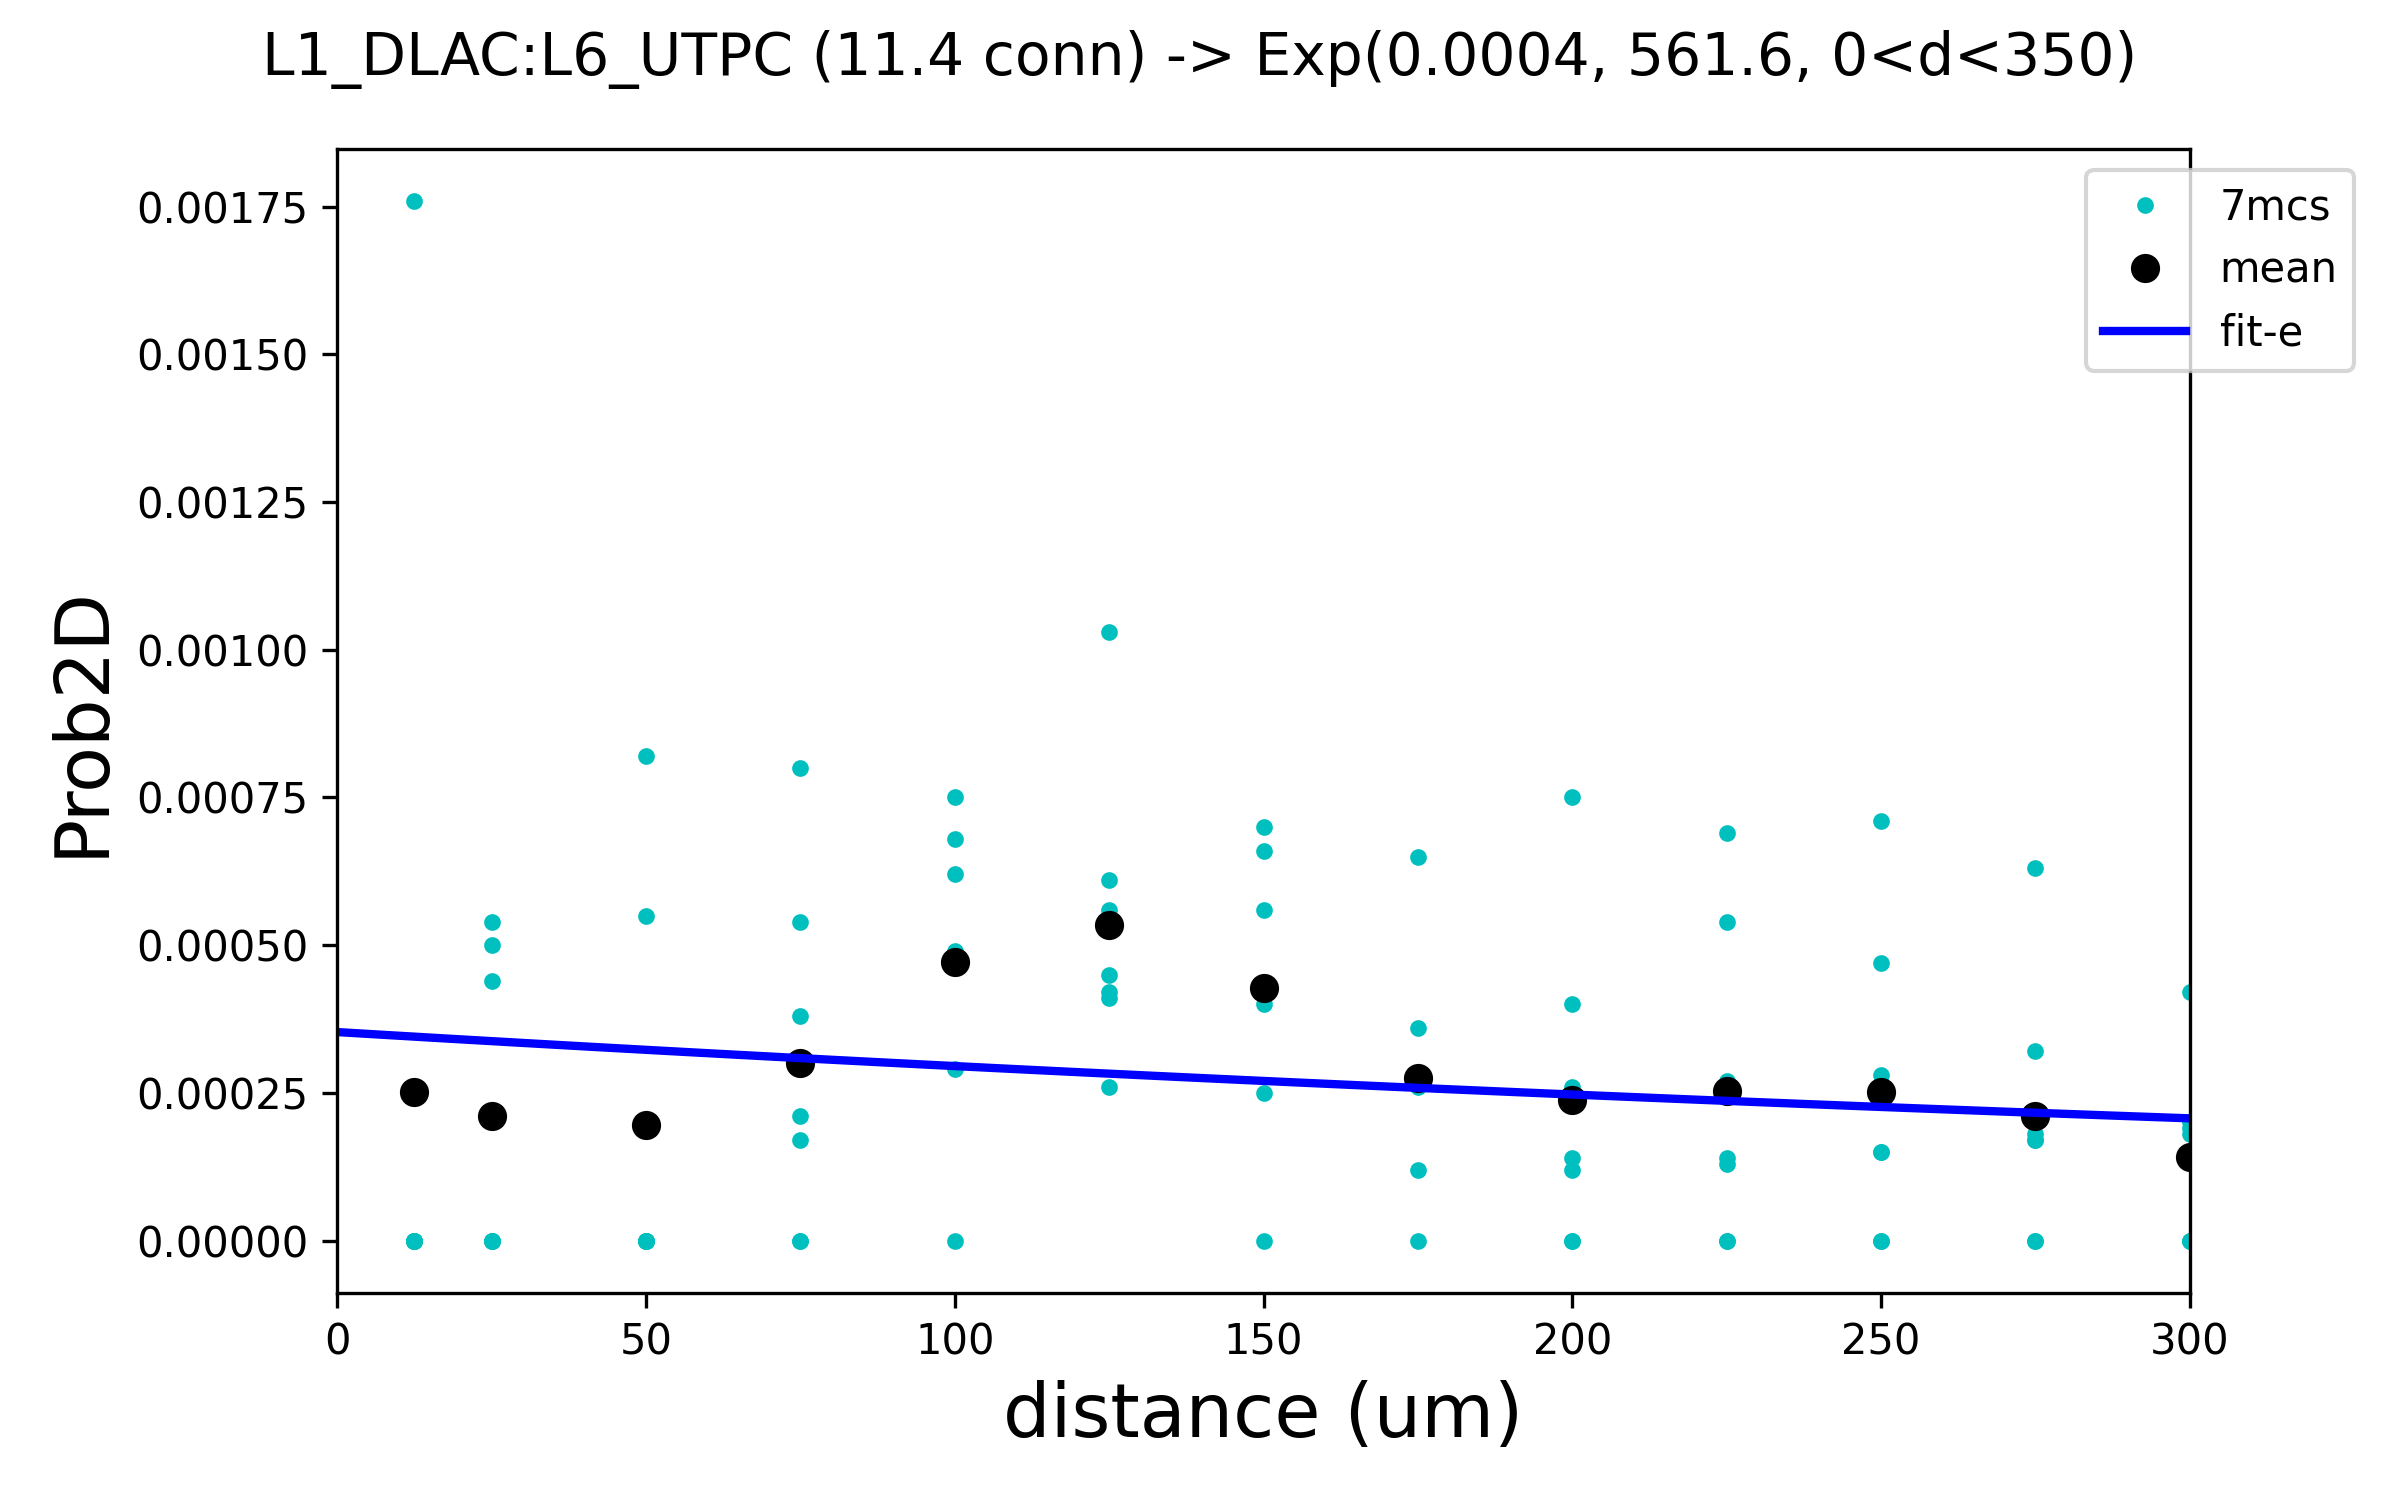 L1_DLAC:L6_UTPC (11.4 conn) -> Exp(0.0004, 561.6, 0<d<350)
7mcs
mean
fit-e
Prob2D
0.00175
0.00150
0.00125
0.00100
0.00075
0.00050
0.00025
0.00000
0 50 100 150 200 250 300
distance (um)